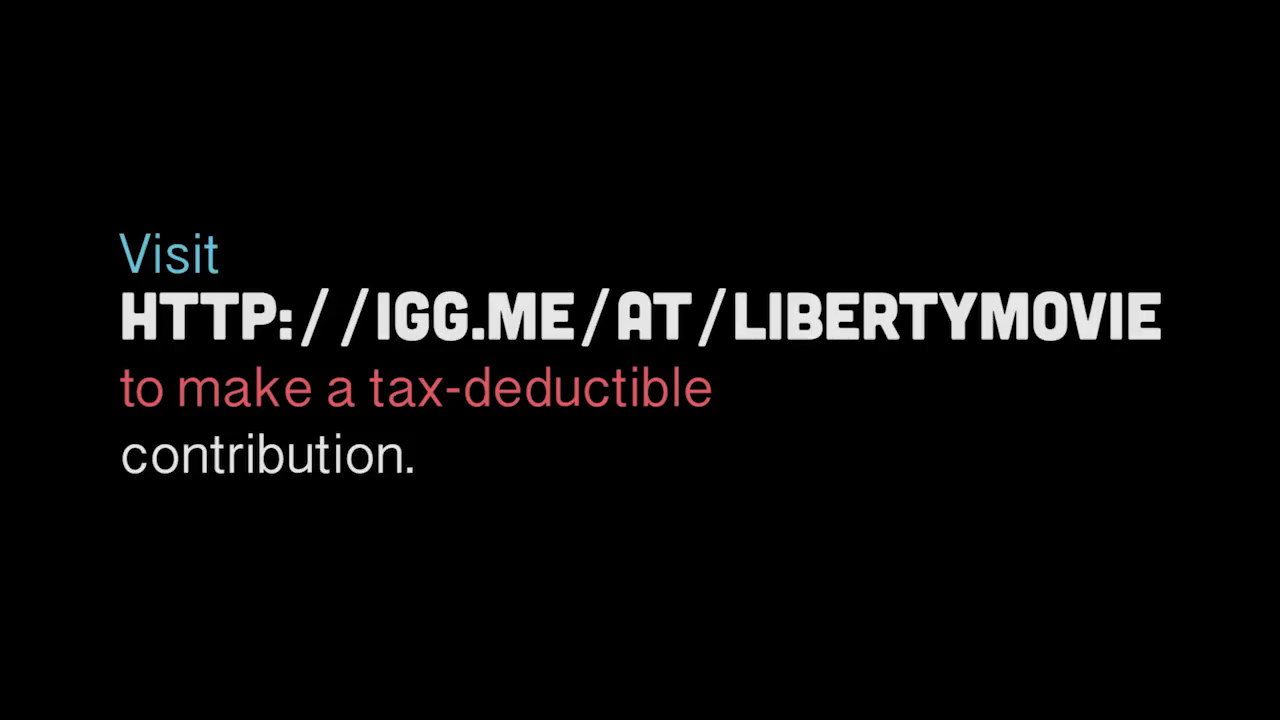 Visit
HTTP://IGG.ME/AT/LIBERTYMOVIE
to make a tax-deductible
contribution.